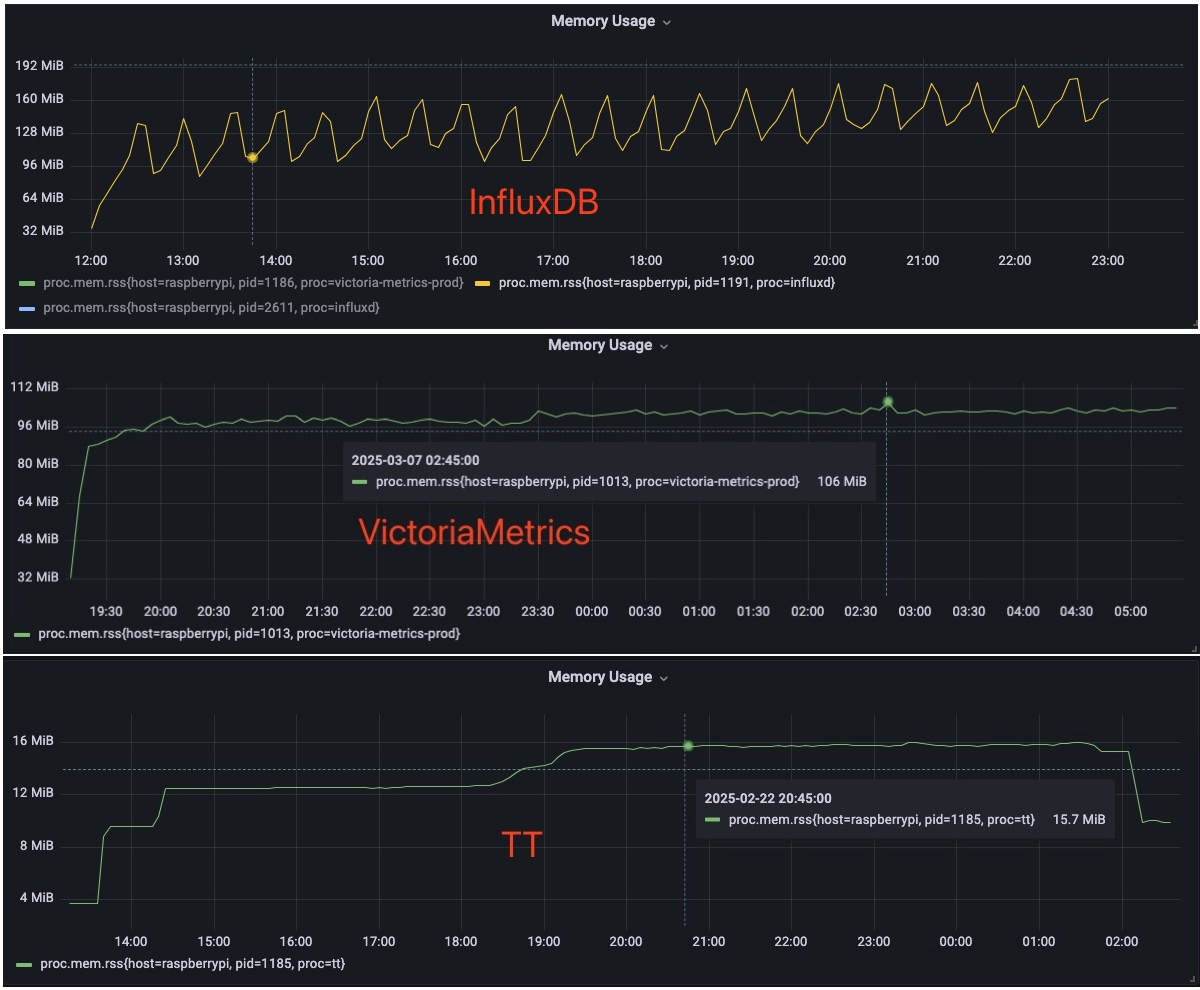 Memory Usage
192 MiB
160 MiB
128 MiB
96 MiB
64 MiB
32 MiB
InfluxDB
12:00 13:00 14:00 15:00 16:00 17:00 18:00 19:00 20:00 21:00 22:00 23:00
proc.mem.rss{host=raspberrypi, pid=1186, proc=victoria-metrics-prod} proc.mem.rss{host=raspberrypi, pid=1191, proc=influxd}
proc.mem.rss{host=raspberrypi, pid=2611, proc=influxd}
Memory Usage
112 MiB
96 MiB
80 MiB
64 MiB
48 MiB
32 MiB
2025-03-07 02:45:00
proc.mem.rss{host=raspberrypi, pid=1013, proc=victoria-metrics-prod} 106 MiB
VictoriaMetrics
19:30 20:00 20:30 21:00 21:30 22:00 22:30 23:00 23:30 00:00 00:30 01:00 01:30 02:00 02:30 03:00 03:30 04:00 04:30 05:00
proc.mem.rss{host=raspberrypi, pid=1013, proc=victoria-metrics-prod}
Memory Usage
16 MiB
12 MiB
8 MiB
4 MiB
2025-02-22 20:45:00
proc.mem.rss{host=raspberrypi, pid=1185, proc=tt} 15.7 MiB
TT
14:00 15:00 16:00 17:00 18:00 19:00 20:00 21:00 22:00 23:00 00:00 01:00 02:00
proc.mem.rss{host=raspberrypi, pid=1185, proc=tt}